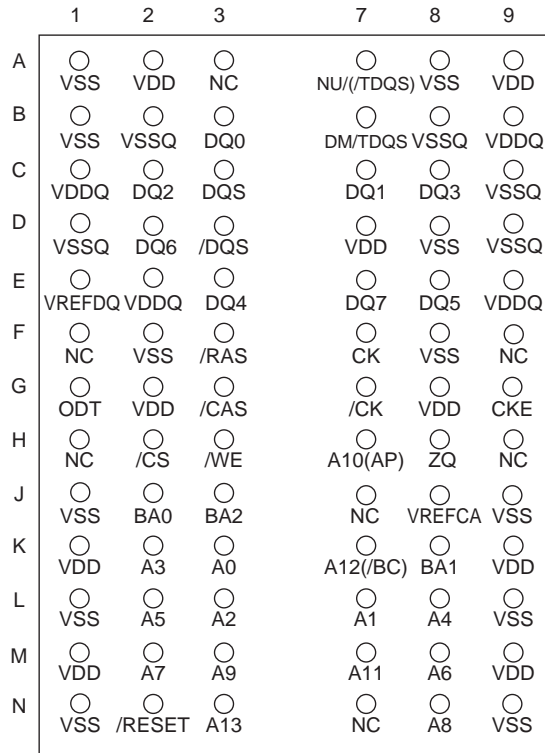 1 2 3 7 8 9
A
VSS VDD NC NU/(/TDQS) VSS VDD
B
VSS VSSQ DQ0 DM/TDQS VSSQ VDDQ
C
VDDQ DQ2 DQS DQ1 DQ3 VSSQ
D
VSSQ DQ6 /DQS VDD VSS VSSQ
E
VREFDQ VDDQ DQ4 DQ7 DQ5 VDDQ
F
NC VSS /RAS CK VSS NC
G
ODT VDD /CAS /CK VDD CKE
H
NC /CS /WE A10(AP) ZQ NC
J
VSS BA0 BA2 NC VREFCA VSS
K
VDD A3 A0 A12(/BC) BA1 VDD
L
VSS A5 A2 A1 A4 VSS
M
VDD A7 A9 A11 A6 VDD
N
VSS /RESET A13 NC A8 VSS